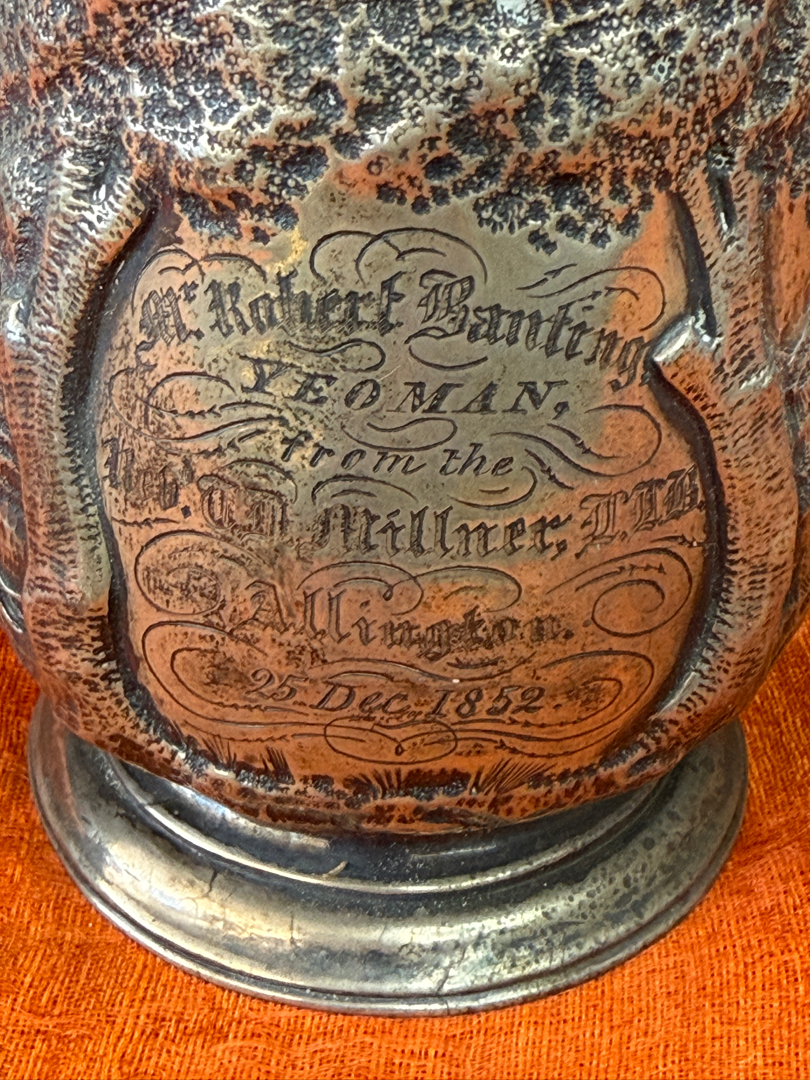 Mr. Robert Banting,
YEOMAN,
from the
Revd. T.D. Millner, LLB.
Allington.
25 Dec. 1852.